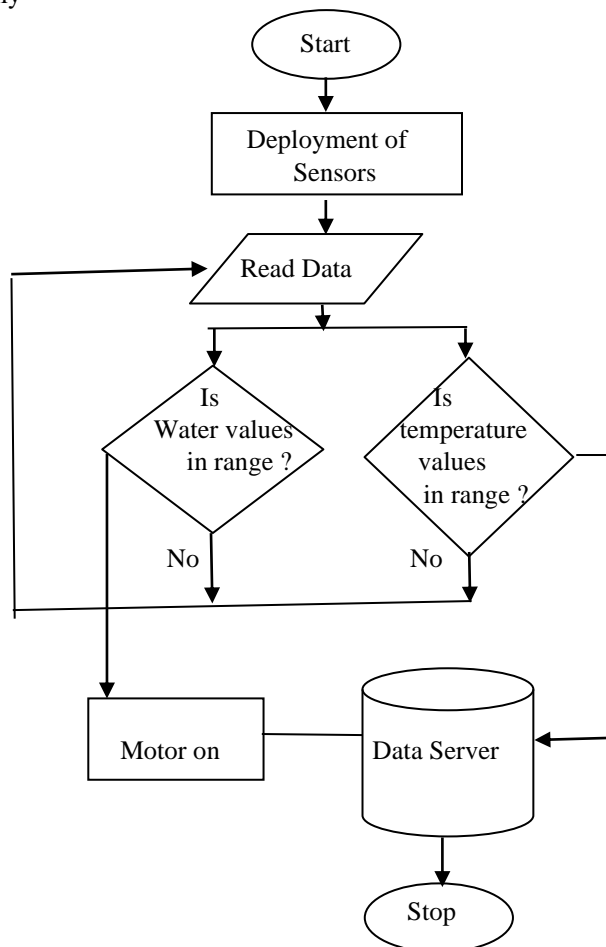 Start
Deployment of
Sensors
Read Data
Is
Water values
in range ?
Is
temperature
values
in range ?
No
No
Motor on
Data Server
Stop